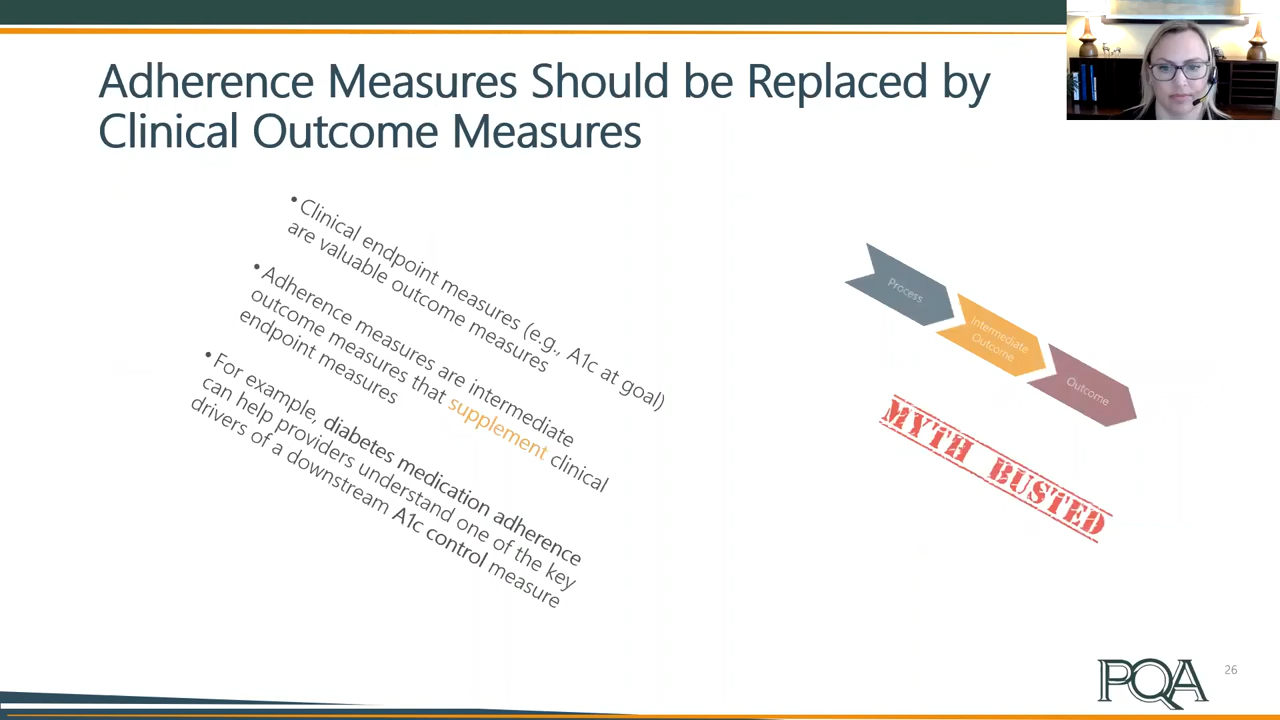 Adherence Measures Should be Replaced by
Clinical Outcome Measures
•Clinical endpoint measures (e.g., A1c at goal)
are valuable outcome measures
•Adherence measures are intermediate
outcome measures that supplement clinical
endpoint measures
•For example, diabetes medication adherence
can help providers understand one of the key
drivers of a downstream A1c control measure
Process
Intermediate
Outcome
Outcome
MYTH BUSTED
PQA
26